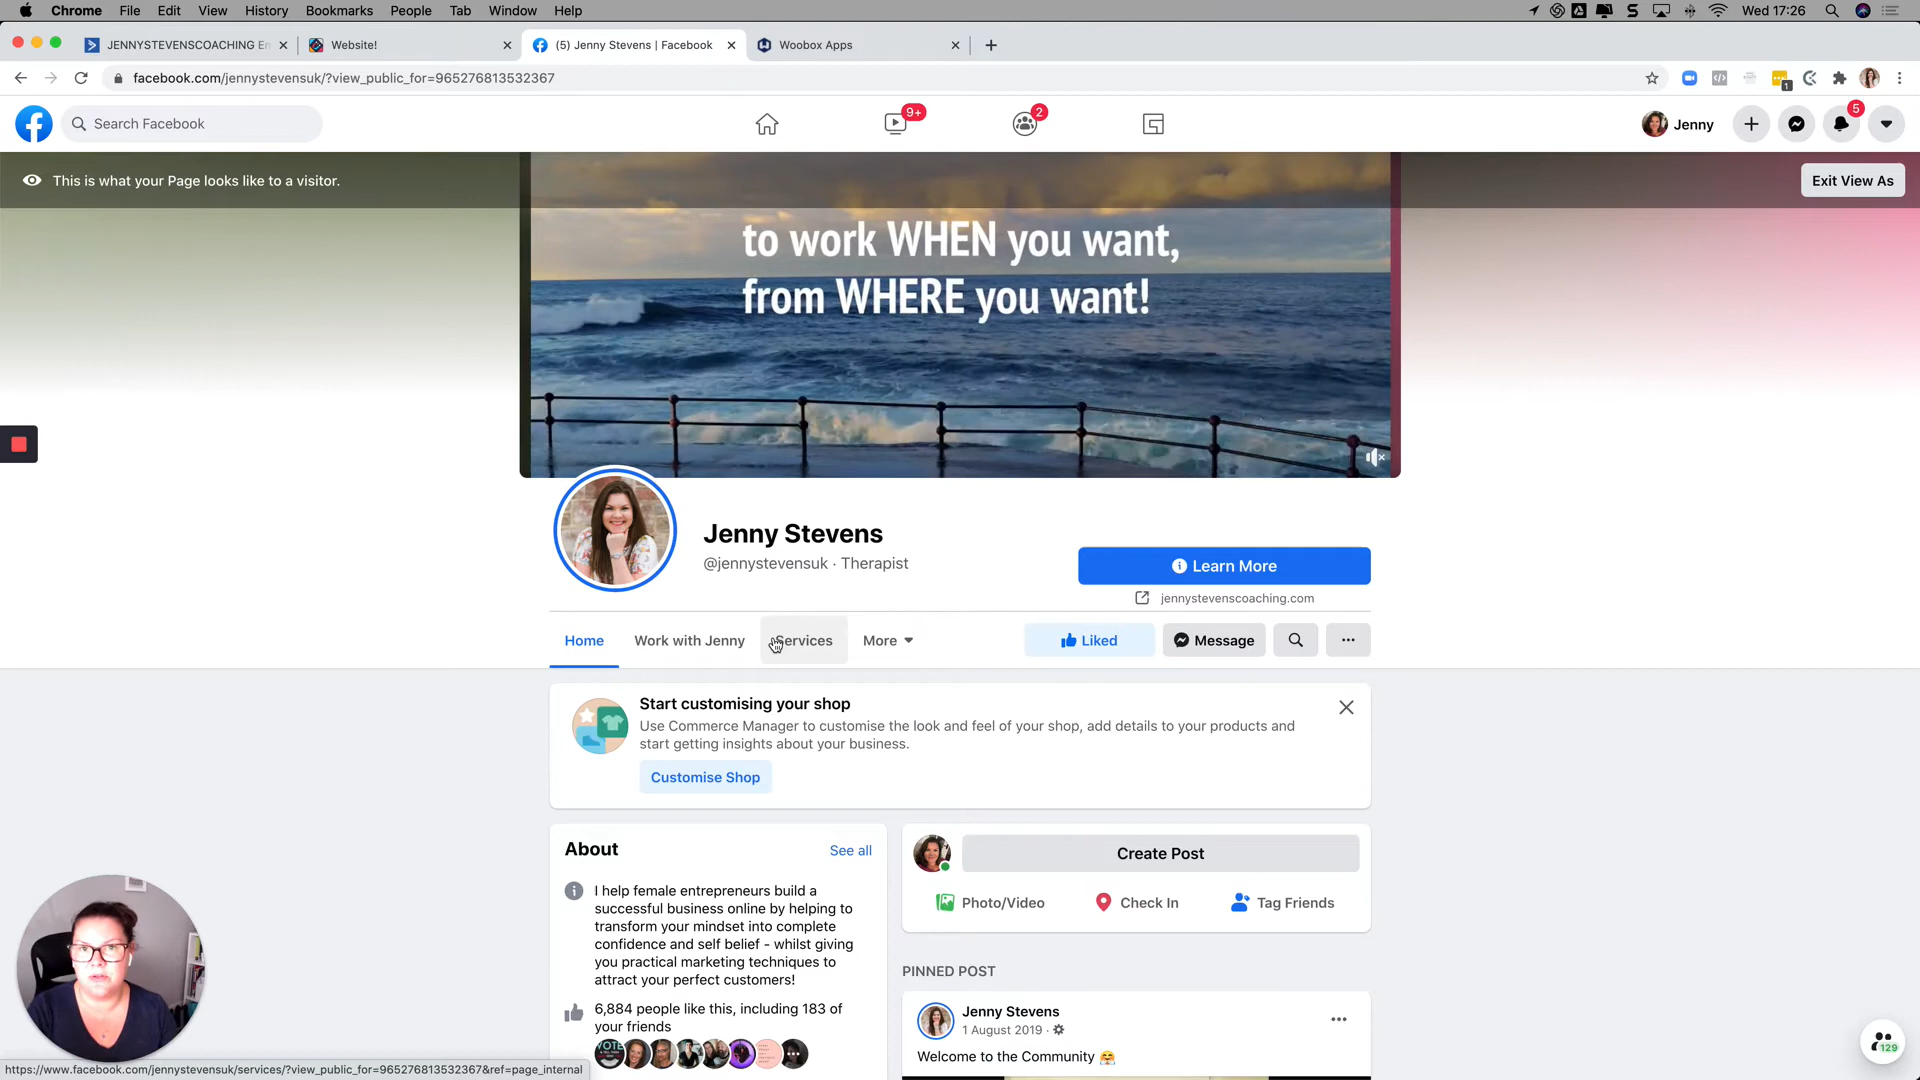 Chrome File Edit View History Bookmarks People Tab Window Help Wed 17:26
JENNYSTEVENSCOACHING En Website! (5) Jenny Stevens | Facebook Woobox Apps
facebook.com/jennystevensuk/?view_public_for=965276813532367 1
Search Facebook 9+ 2 Jenny 5
This is what your Page looks like to a visitor. Exit View As
to work WHEN you want,
from WHERE you want!
Jenny Stevens
@jennystevensuk · Therapist
Learn More
jennystevenscoaching.com
Home Work with Jenny Services More Liked Message
Start customising your shop
Use Commerce Manager to customise the look and feel of your shop, add details to your products and
start getting insights about your business.
Customise Shop
About See all
I help female entrepreneurs build a
successful business online by helping to
transform your mindset into complete
confidence and self belief - whilst giving
you practical marketing techniques to
attract your perfect customers!
6,884 people like this, including 183 of
your friends
Create Post
Photo/Video Check In Tag Friends
PINNED POST
Jenny Stevens
1 August 2019 ·
Welcome to the Community 🤗
129
https://www.facebook.com/jennystevensuk/services/?view_public_for=965276813532367&ref=page_internal